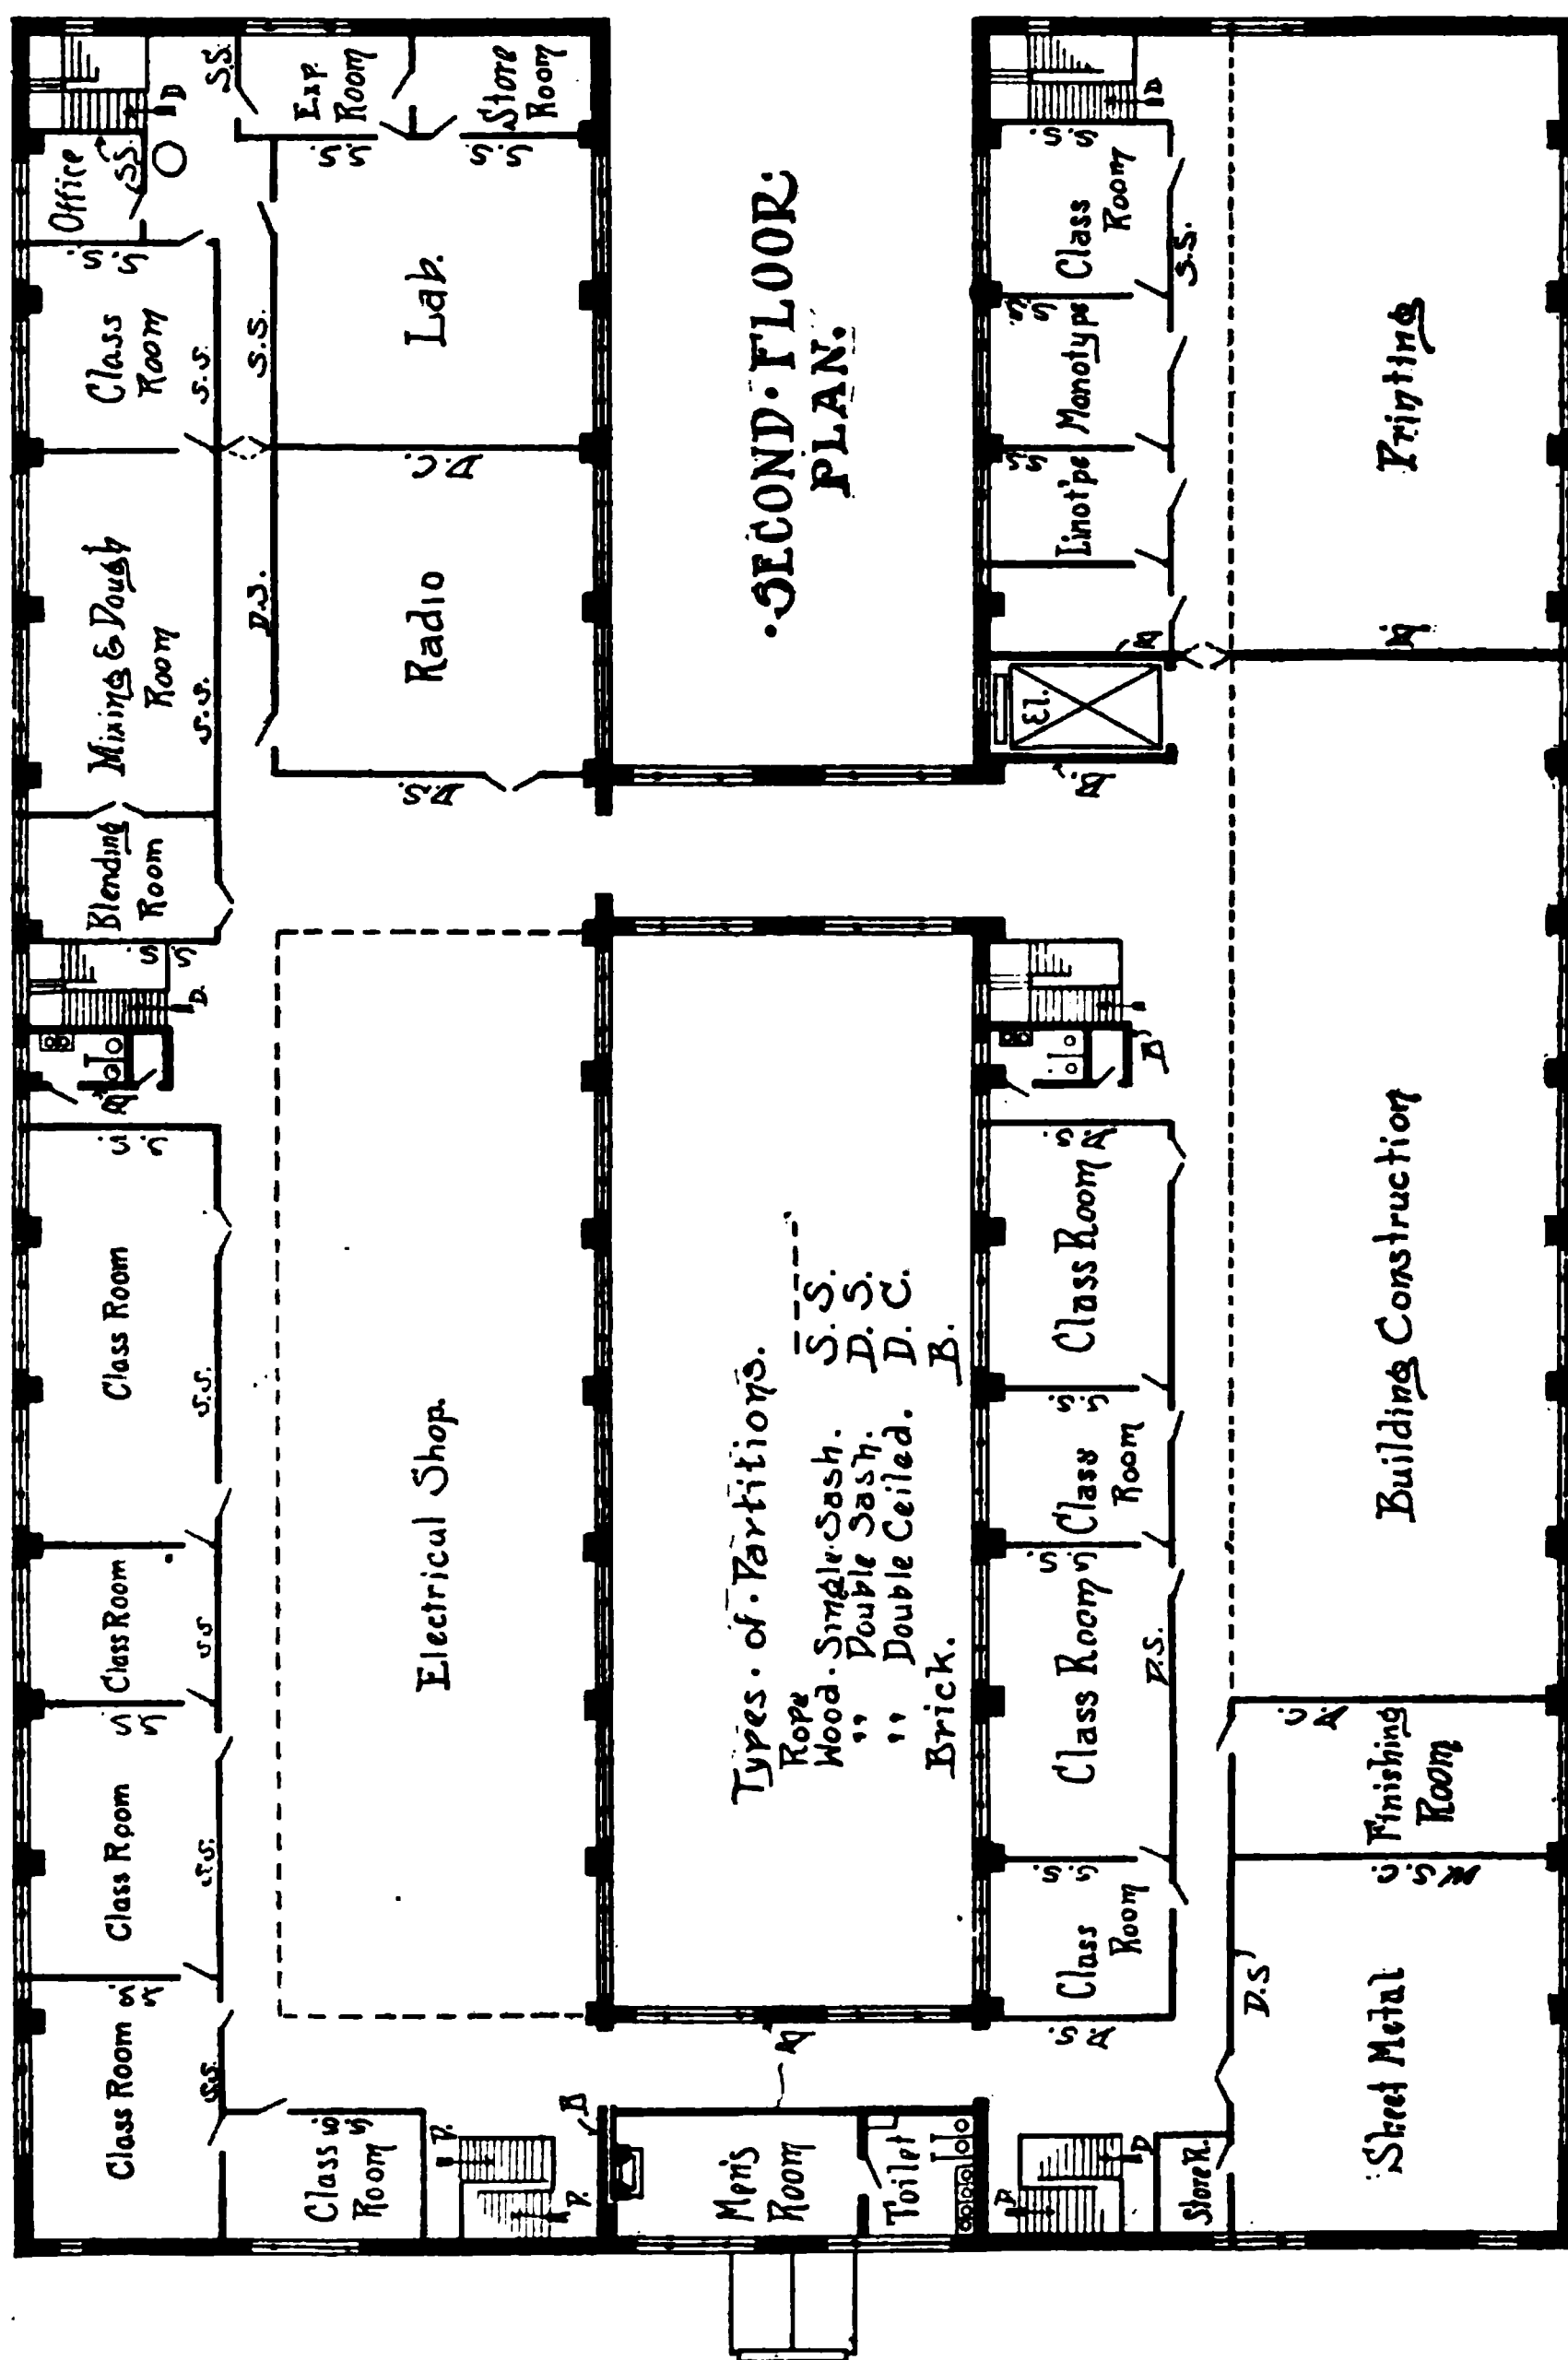 ·SECOND·FLOOR·
PLAN.
Types·of·Partitions.
Rope -----
Wood·Single·Sash. S.S.
" Double Sash. D.S.
" Double Ceiled. D.C.
Brick. B.
Class Room
S.S.
S.S.
Class Room
S.S.
Class Room
S.S.
S.S.
Class Room
S.S.
S.S.
Class
Room
S.S.
B
D.
D.
B
D.
Blending
Room
S.S.
Mixing & Dough
Room
S.S.
Class
Room
S.S.
S.S.
Office
S.S.
D
S.S.
Exp.
Room
S.S.
Store
Room
S.S.
S.S.
Lab.
D.C.
D.S.
Radio
D.S.
Electrical Shop.
B
Men's
Room
Toilet
D
D
Store R.
D.S.
Class
Room
S.S.
Class Room
S.S.
D.S.
Class
Room
S.S.
Class Room
D.S.
B
El.
B
B
B
Linot'pe
S.S.
Monotype
S.S.
Class
Room
S.S.
S.S.
D
Sheet Metal
D.S
Finishing
Room
D.C.
Building Construction
Printing